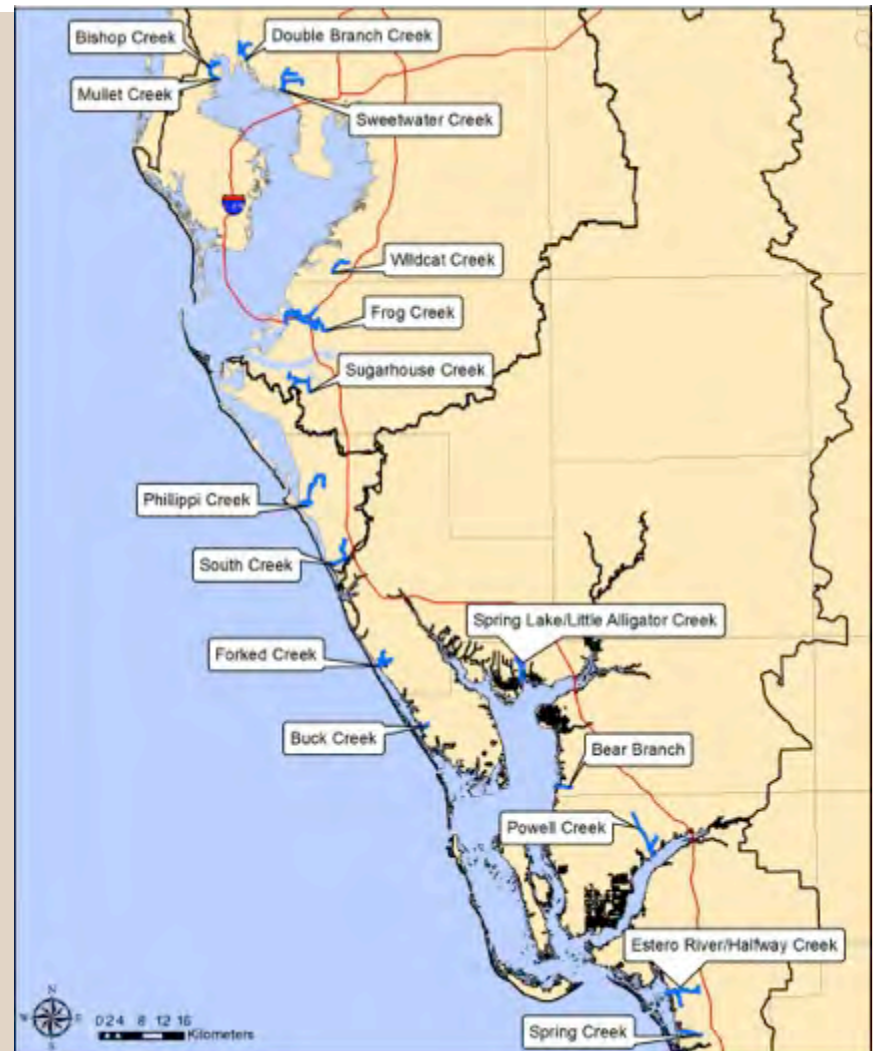 Bishop Creek
Double Branch Creek
Mullet Creek
Sweetwater Creek
Wildcat Creek
Frog Creek
Sugarhouse Creek
Phillippi Creek
South Creek
Spring Lake/Little Alligator Creek
Forked Creek
Buck Creek
Bear Branch
Powell Creek
Estero River/Halfway Creek
Spring Creek
N
W E
S
0 2 4 8 12 16
Kilometers